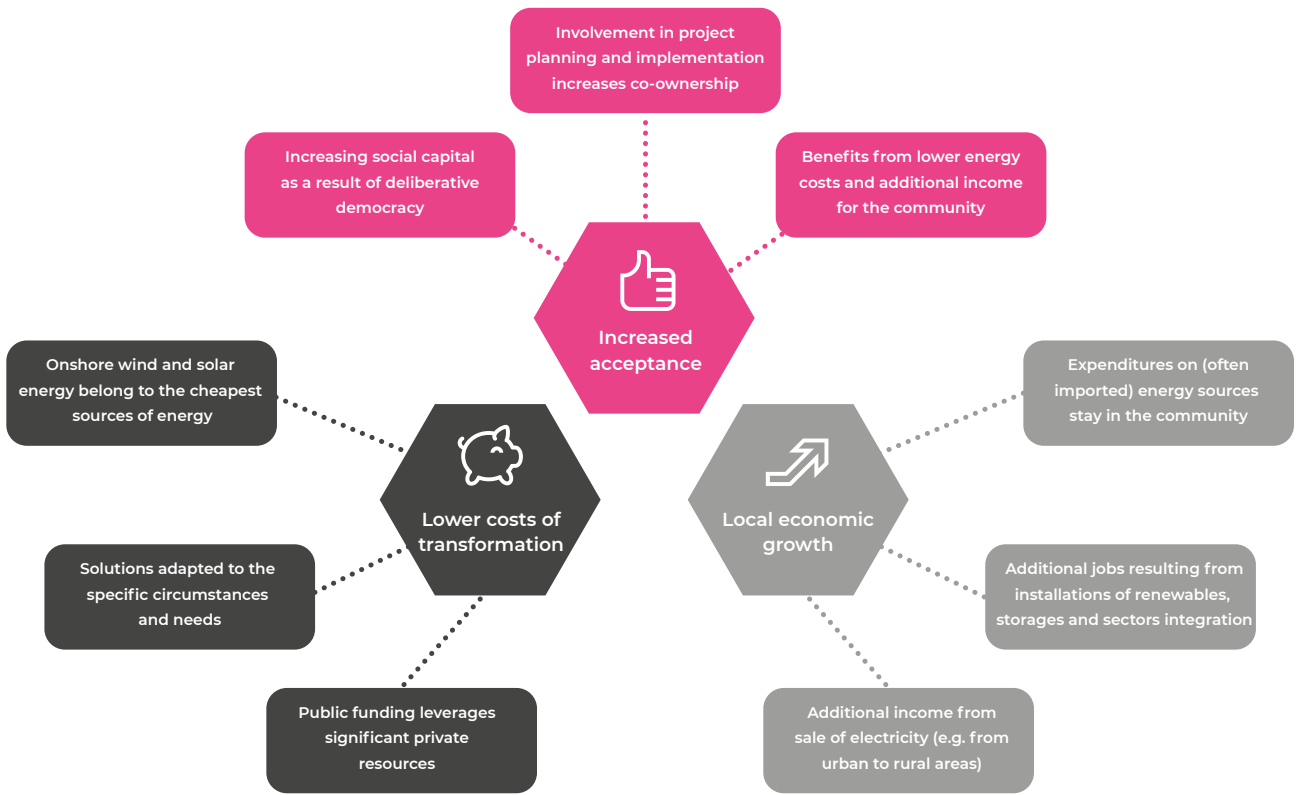 Involvement in project
planning and implementation
increases co-ownership
Increasing social capital
as a result of deliberative
democracy
Benefits from lower energy
costs and additional income
for the community
Increased
acceptance
Onshore wind and solar
energy belong to the cheapest
sources of energy
Expenditures on (often
imported) energy sources
stay in the community
Lower costs of
transformation
Local economic
growth
Solutions adapted to the
specific circumstances
and needs
Additional jobs resulting from
installations of renewables,
storages and sectors integration
Public funding leverages
significant private
resources
Additional income from
sale of electricity (e.g. from
urban to rural areas)